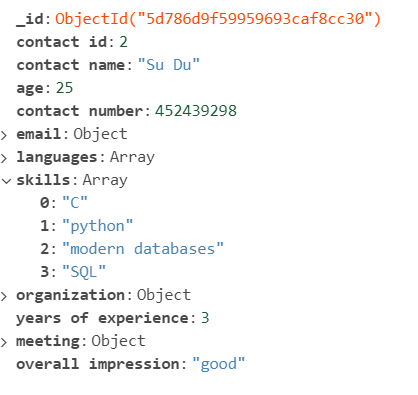 _id: ObjectId("5d786d9f59959693caf8cc30")
contact id: 2
contact name: "Su Du"
age: 25
contact number: 452439298
email: Object
languages: Array
skills: Array
0: "C"
1: "python"
2: "modern databases"
3: "SQL"
organization: Object
years of experience: 3
meeting: Object
overall impression: "good"